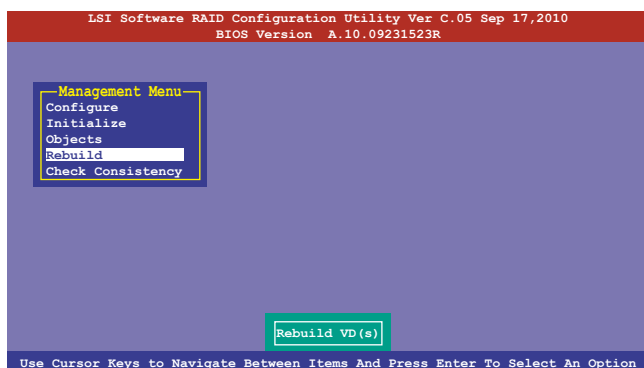 LSI Software RAID Configuration Utility Ver C.05 Sep 17,2010
BIOS Version A.10.09231523R
Management Menu
Configure
Initialize
Objects
Rebuild
Check Consistency
Rebuild VD(s)
Use Cursor Keys to Navigate Between Items And Press Enter To Select An Option